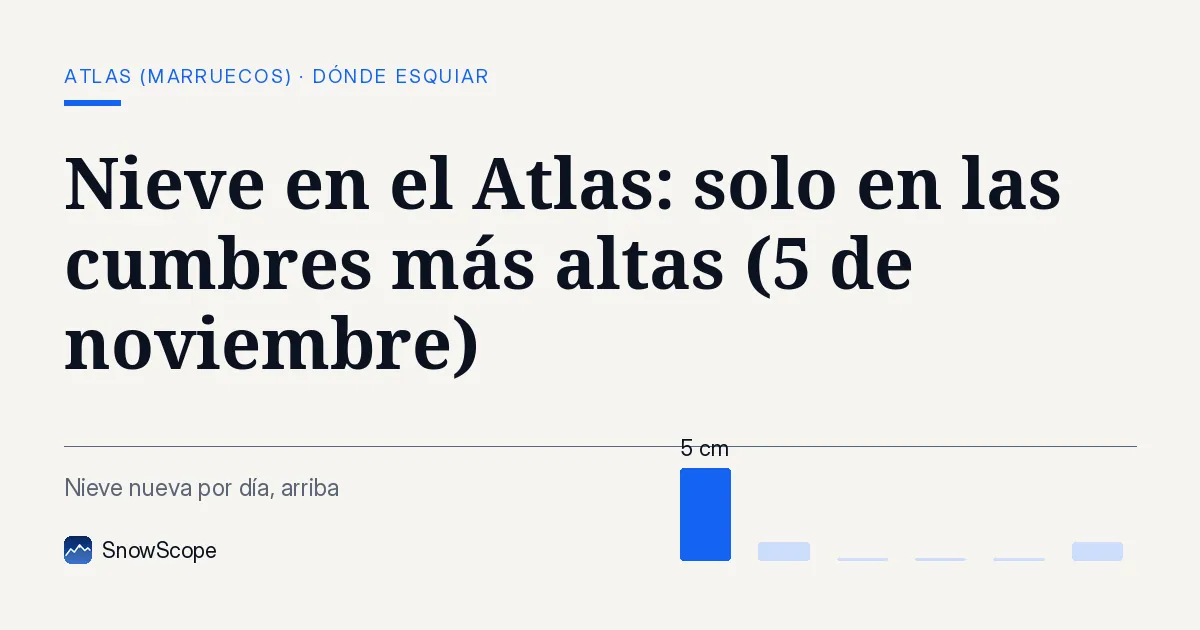 ATLAS (MARRUECOS) · DÓNDE ESQUIAR
Nieve en el Atlas: solo en las
cumbres más altas (5 de
noviembre)
5 cm
Nieve nueva por día, arriba
SnowScope